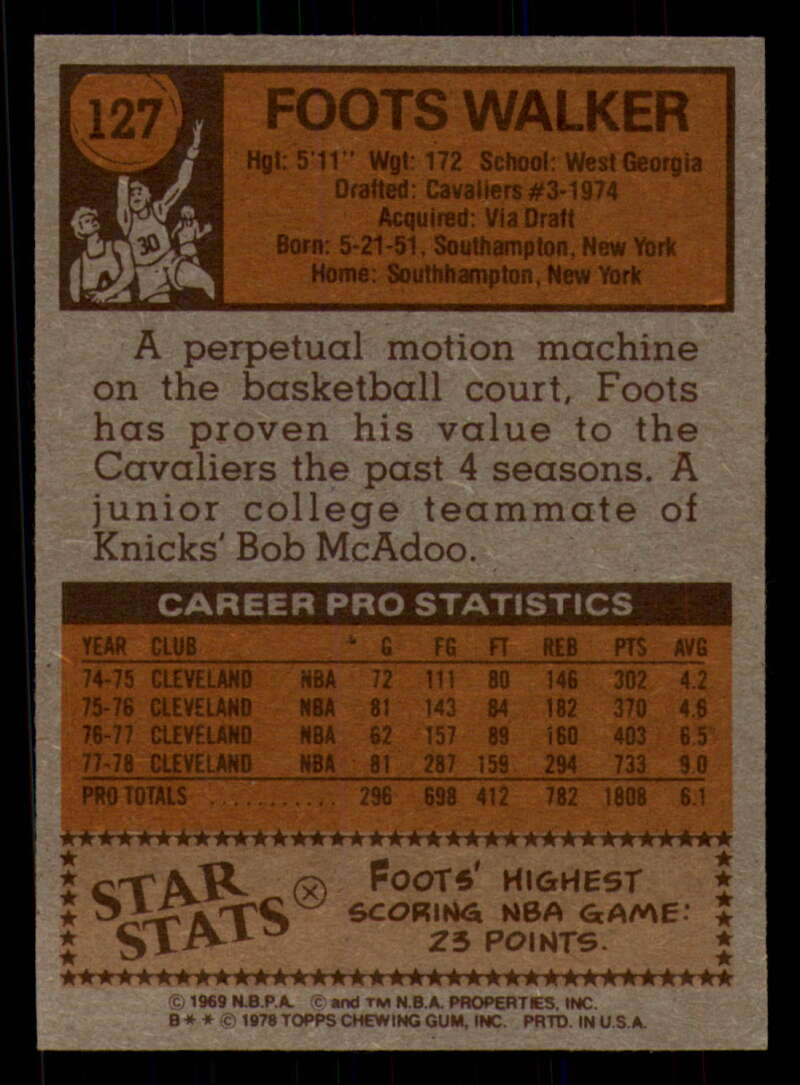 127
FOOTS WALKER
Hgt: 5'11" Wgt: 172 School: West Georgia
Drafted: Cavaliers #3-1974
Acquired: Via Draft
Born: 5-21-51, Southampton, New York
Home: Southhampton, New York
30
A perpetual motion machine
on the basketball court, Foots
has proven his value to the
Cavaliers the past 4 seasons. A
junior college teammate of
Knicks' Bob McAdoo.
CAREER PRO STATISTICS
YEAR CLUB G FG FT REB PTS AVG
74-75 CLEVELAND NBA 72 111 80 146 302 4.2
75-76 CLEVELAND NBA 81 143 84 182 370 4.6
76-77 CLEVELAND NBA 62 157 89 160 403 6.5
77-78 CLEVELAND NBA 81 287 159 294 733 9.0
PRO TOTALS ............ 296 698 412 782 1808 6.1
STAR STATS
FOOTS' HIGHEST
SCORING NBA GAME:
23 POINTS.
© 1969 N.B.P.A. © and TM N.B.A. PROPERTIES, INC.
B * * © 1978 TOPPS CHEWING GUM, INC. PRTD. IN U.S.A.